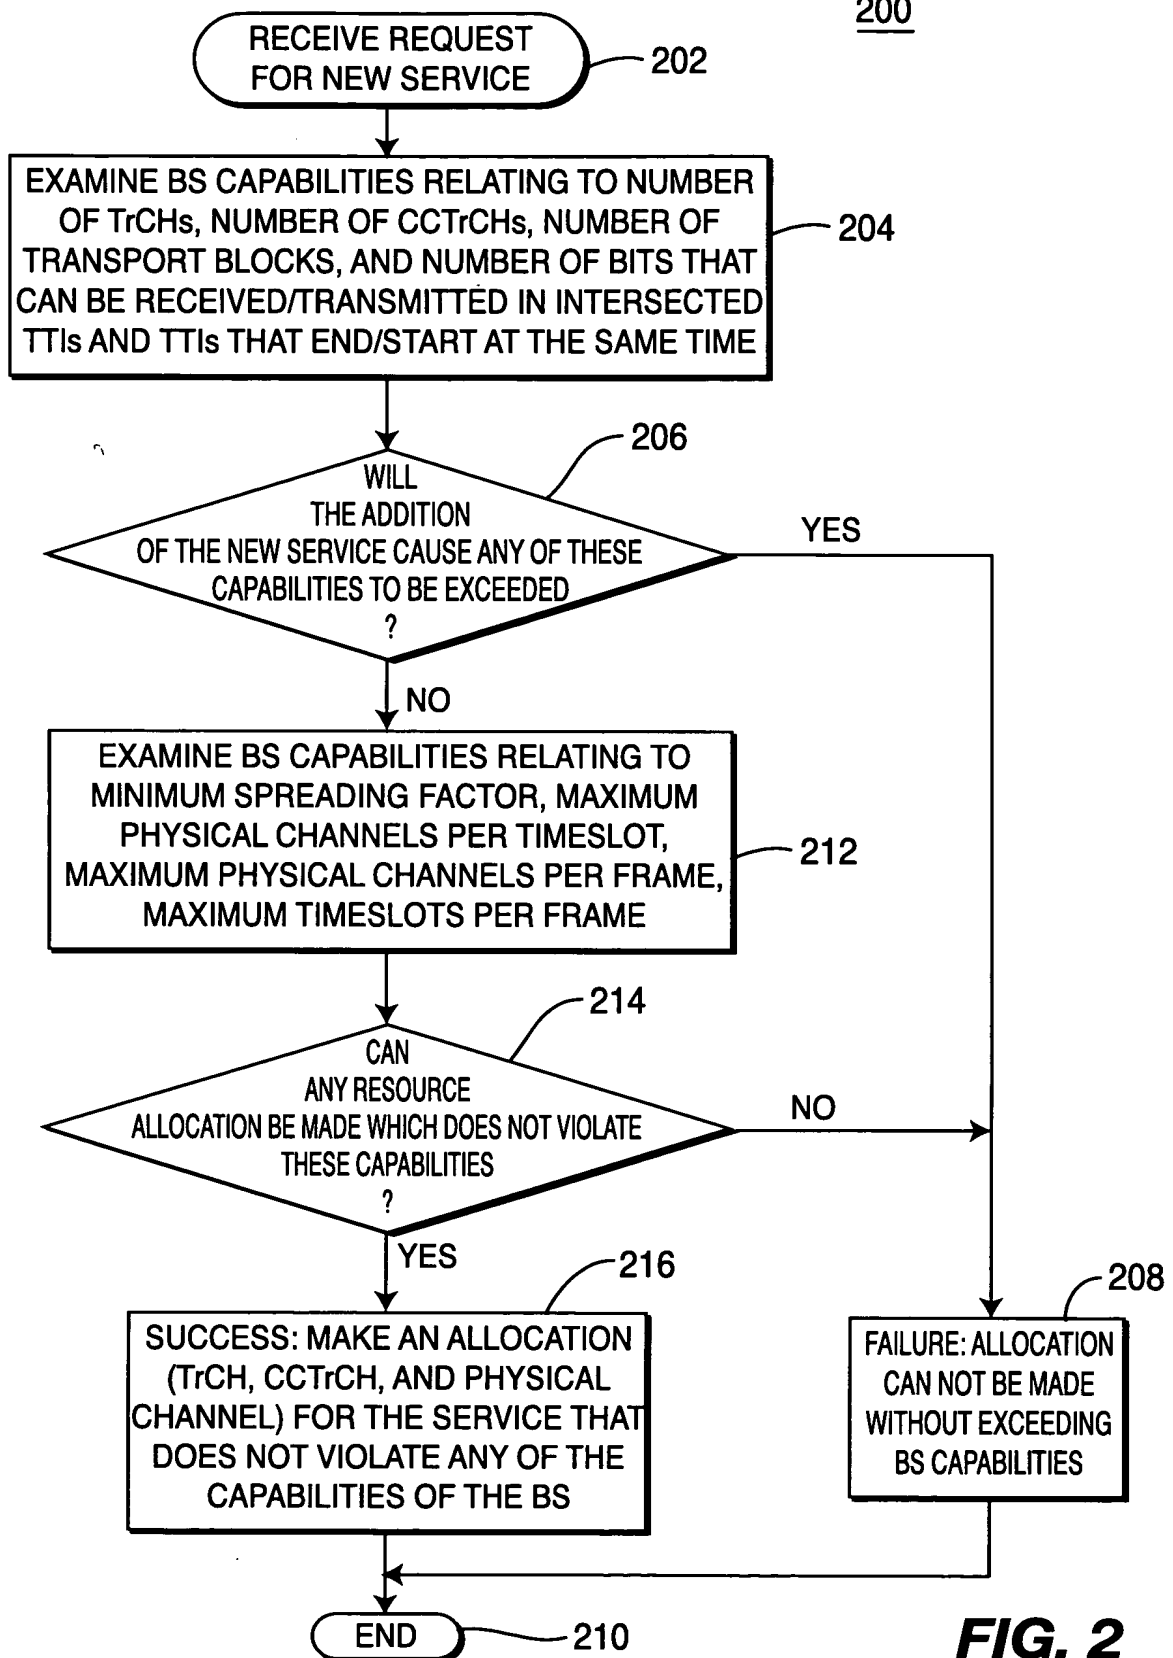 200
RECEIVE REQUEST
FOR NEW SERVICE
202
EXAMINE BS CAPABILITIES RELATING TO NUMBER
OF TrCHs, NUMBER OF CCTrCHs, NUMBER OF
TRANSPORT BLOCKS, AND NUMBER OF BITS THAT
CAN BE RECEIVED/TRANSMITTED IN INTERSECTED
TTIs AND TTIs THAT END/START AT THE SAME TIME
204
206
WILL
THE ADDITION
OF THE NEW SERVICE CAUSE ANY OF THESE
CAPABILITIES TO BE EXCEEDED
?
YES
NO
EXAMINE BS CAPABILITIES RELATING TO
MINIMUM SPREADING FACTOR, MAXIMUM
PHYSICAL CHANNELS PER TIMESLOT,
MAXIMUM PHYSICAL CHANNELS PER FRAME,
MAXIMUM TIMESLOTS PER FRAME
212
214
CAN
ANY RESOURCE
ALLOCATION BE MADE WHICH DOES NOT VIOLATE
THESE CAPABILITIES
?
NO
YES
216
SUCCESS: MAKE AN ALLOCATION
(TrCH, CCTrCH, AND PHYSICAL
CHANNEL) FOR THE SERVICE THAT
DOES NOT VIOLATE ANY OF THE
CAPABILITIES OF THE BS
208
FAILURE: ALLOCATION
CAN NOT BE MADE
WITHOUT EXCEEDING
BS CAPABILITIES
END
210
FIG. 2